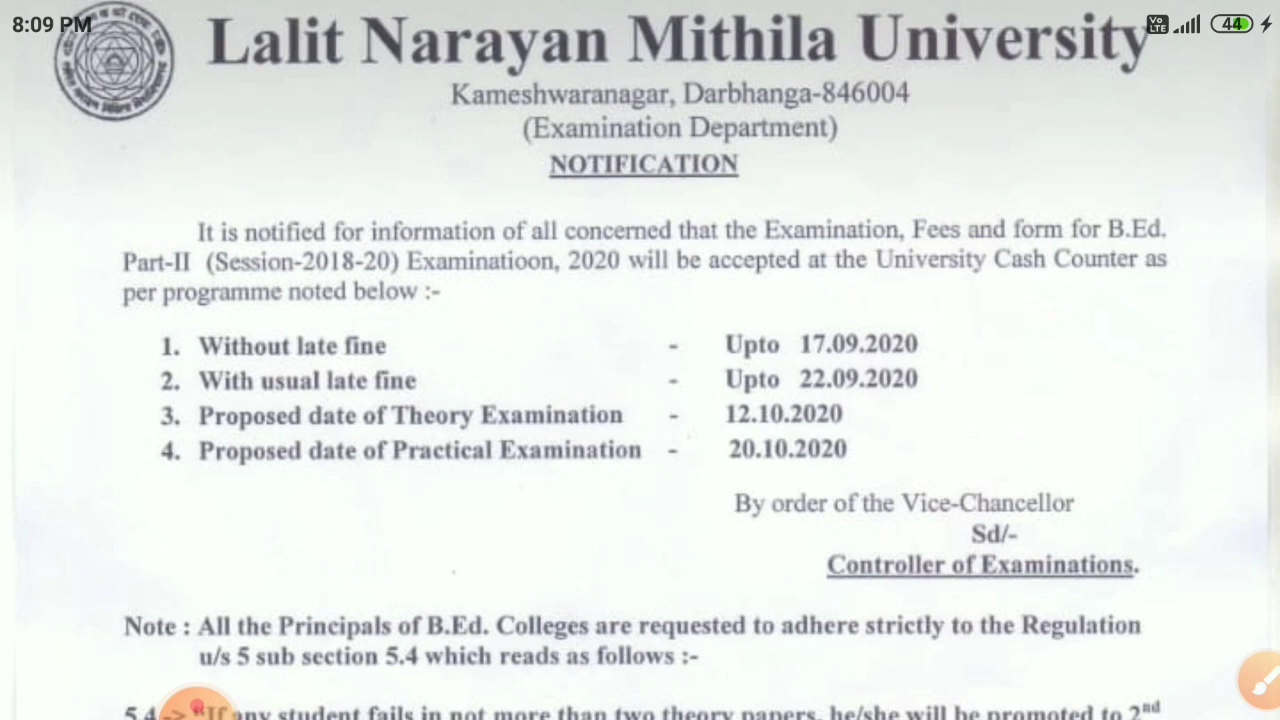 8:09 PM
Vo LTE
44
Lalit Narayan Mithila University
Kameshwaranagar, Darbhanga-846004
(Examination Department)
NOTIFICATION
It is notified for information of all concerned that the Examination, Fees and form for B.Ed.
Part-II (Session-2018-20) Examinatioon, 2020 will be accepted at the University Cash Counter as
per programme noted below :-
1. Without late fine - Upto 17.09.2020
2. With usual late fine - Upto 22.09.2020
3. Proposed date of Theory Examination - 12.10.2020
4. Proposed date of Practical Examination - 20.10.2020
By order of the Vice-Chancellor
Sd/-
Controller of Examinations.
Note : All the Principals of B.Ed. Colleges are requested to adhere strictly to the Regulation
u/s 5 sub section 5.4 which reads as follows :-
5.4 -> "If any student fails in not more than two theory papers, he/she will be promoted to 2nd